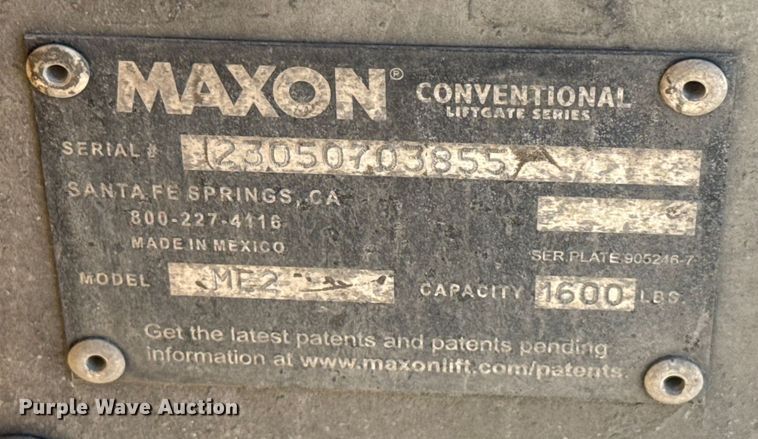 MAXON® CONVENTIONAL
LIFTGATE SERIES
SERIAL # 123050703855
SANTA FE SPRINGS, CA
800-227-4116
MADE IN MEXICO
SER PLATE 905246-7
MODEL ME2 CAPACITY 1600 LBS.
Get the latest patents and patents pending
information at www.maxonlift.com/patents.
Purple Wave Auction